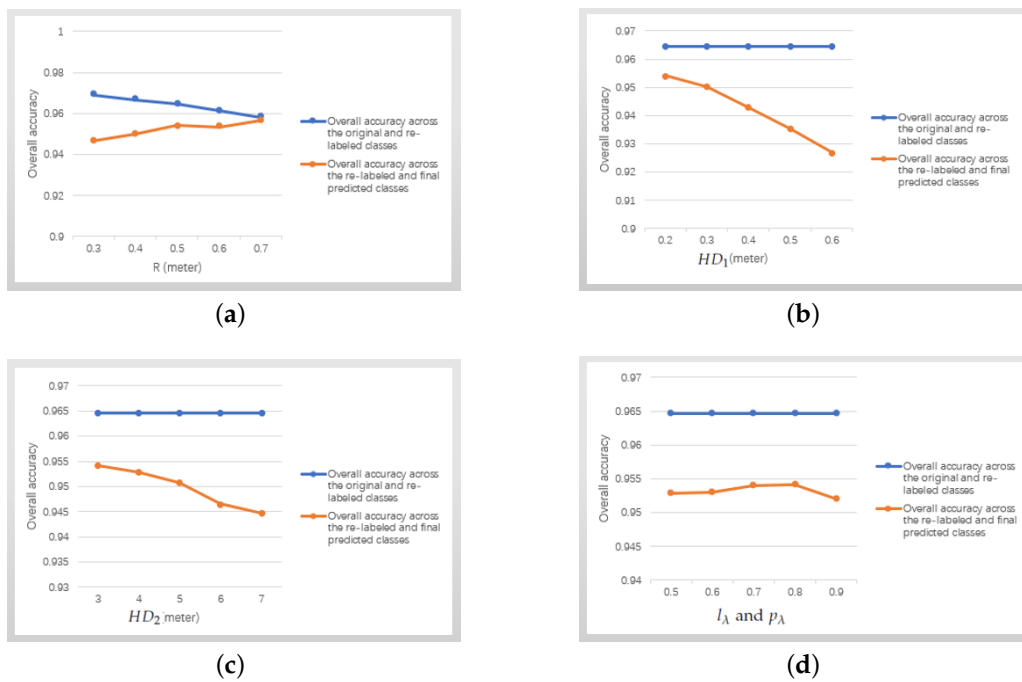 1
0.98
0.96
0.94
0.92
0.9
Overall accuracy
0.3 0.4 0.5 0.6 0.7
R (meter)
Overall accuracy across
the original and re-
labeled classes
Overall accuracy across
the re-labeled and final
predicted classes
(a)
0.97
0.96
0.95
0.94
0.93
0.92
0.91
0.9
Overall accuracy
0.2 0.3 0.4 0.5 0.6
HD₁(meter)
Overall accuracy across
the original and re-
labeled classes
Overall accuracy across
the re-labeled and final
predicted classes
(b)
0.97
0.965
0.96
0.955
0.95
0.945
0.94
0.935
0.93
Overall accuracy
3 4 5 6 7
HD₂ meter)
Overall accuracy across
the original and re-
labeled classes
Overall accuracy across
the re-labeled and final
predicted classes
(c)
0.97
0.965
0.96
0.955
0.95
0.945
0.94
Overall accuracy
0.5 0.6 0.7 0.8 0.9
l_λ and p_λ
Overall accuracy across
the original and re-
labeled classes
Overall accuracy across
the re-labeled and final
predicted classes
(d)